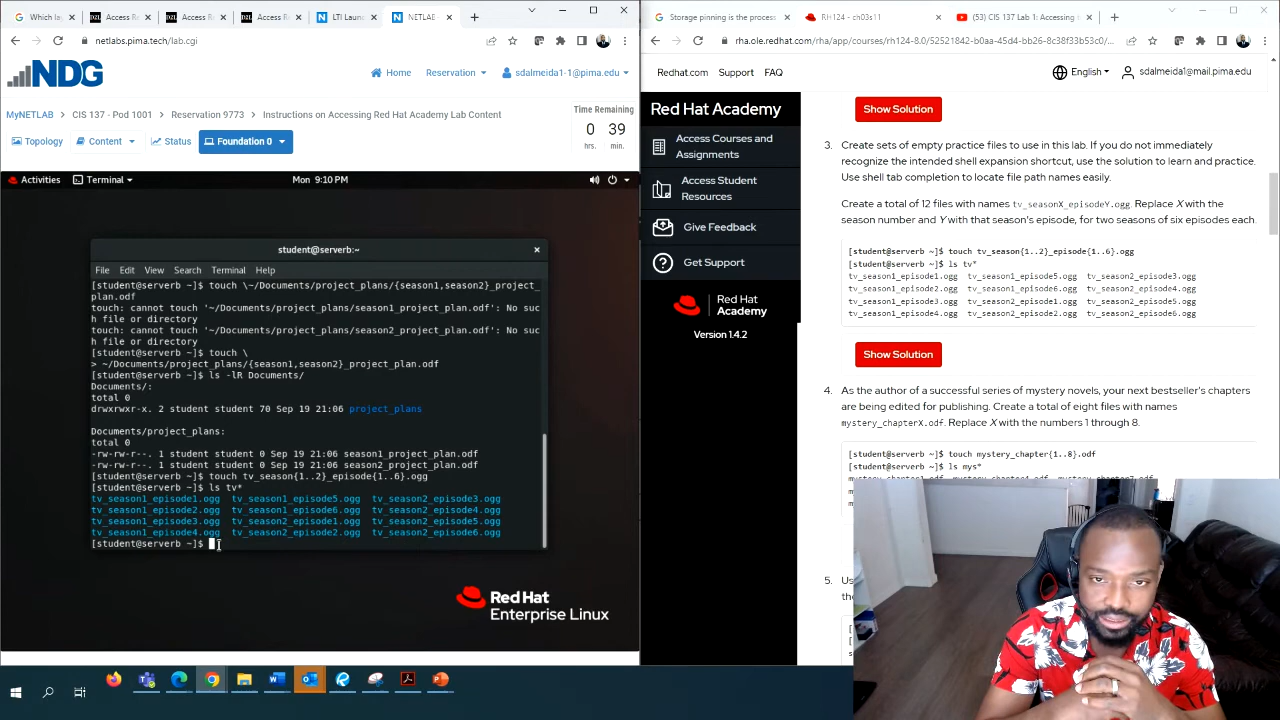 Which la
Access Re
Access Re
Access Re
LTI Laun
NETLAB
netlabs.pima.tech/lab.cgi
NDG
Home
Reservation
sdalmeida1-1@pima.edu
MyNETLAB
CIS 137 - Pod 1001
Reservation 9773
Instructions on Accessing Red Hat Academy Lab Content
Time Remaining
0
39
hrs.
min.
Topology
Content
Status
Foundation 0
Activities
Terminal
Mon 9:10 PM
student@serverb:~
File Edit View Search Terminal Help
[student@serverb ~]$ touch \~/Documents/project_plans/{season1,season2}_project_
plan.odf
touch: cannot touch '~/Documents/project_plans/season1_project_plan.odf': No suc
h file or directory
touch: cannot touch '~/Documents/project_plans/season2_project_plan.odf': No suc
h file or directory
[student@serverb ~]$ touch \
> ~/Documents/project_plans/{season1,season2}_project_plan.odf
[student@serverb ~]$ ls -lR Documents/
Documents/:
total 0
drwxrwxr-x. 2 student student 70 Sep 19 21:06 project_plans
Documents/project_plans:
total 0
-rw-rw-r--. 1 student student 0 Sep 19 21:06 season1_project_plan.odf
-rw-rw-r--. 1 student student 0 Sep 19 21:06 season2_project_plan.odf
[student@serverb ~]$ touch tv_season{1..2}_episode{1..6}.ogg
[student@serverb ~]$ ls tv*
tv_season1_episode1.ogg tv_season1_episode5.ogg tv_season2_episode3.ogg
tv_season1_episode2.ogg tv_season1_episode6.ogg tv_season2_episode4.ogg
tv_season1_episode3.ogg tv_season2_episode1.ogg tv_season2_episode5.ogg
tv_season1_episode4.ogg tv_season2_episode2.ogg tv_season2_episode6.ogg
[student@serverb ~]$
Red Hat
Enterprise Linux
Storage pinning is the process
RH124 - ch03s11
(53) CIS 137 Lab 1: Accessing
rha.ole.redhat.com/rha/app/courses/rh124-8.0/52521842-b0aa-45d4-bb26-8c38f33b53c0/...
Redhat.com
Support
FAQ
English
sdalmeida1@mail.pima.edu
Red Hat Academy
Access Courses and
Assignments
Access Student
Resources
Give Feedback
Get Support
Red Hat
Academy
Version 1.4.2
Show Solution
3. Create sets of empty practice files to use in this lab. If you do not immediately
recognize the intended shell expansion shortcut, use the solution to learn and practice.
Use shell tab completion to locate file path names easily.
Create a total of 12 files with names tv_seasonX_episodeY.ogg. Replace X with the
season number and Y with that season's episode, for two seasons of six episodes each.
[student@serverb ~]$ touch tv_season{1..2}_episode{1..6}.ogg
[student@serverb ~]$ ls tv*
tv_season1_episode1.ogg tv_season1_episode5.ogg tv_season2_episode3.ogg
tv_season1_episode2.ogg tv_season1_episode6.ogg tv_season2_episode4.ogg
tv_season1_episode3.ogg tv_season2_episode1.ogg tv_season2_episode5.ogg
tv_season1_episode4.ogg tv_season2_episode2.ogg tv_season2_episode6.ogg
Show Solution
4. As the author of a successful series of mystery novels, your next bestseller's chapters
are being edited for publishing. Create a total of eight files with names
mystery_chapterX.odf. Replace X with the numbers 1 through 8.
[student@serverb ~]$ touch mystery_chapter{1..8}.odf
[student@serverb ~]$ ls mys*
5. Us